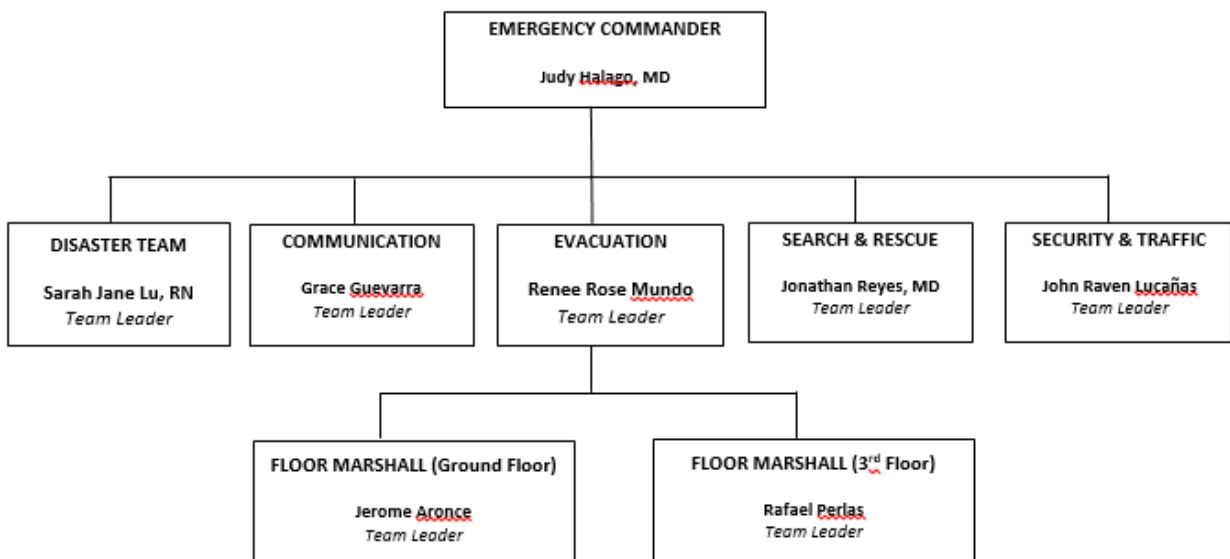 EMERGENCY COMMANDER
Judy Halago, MD
DISASTER TEAM
Sarah Jane Lu, RN
Team Leader
COMMUNICATION
Grace Guevarra
Team Leader
EVACUATION
Renee Rose Mundo
Team Leader
SEARCH & RESCUE
Jonathan Reyes, MD
Team Leader
SECURITY & TRAFFIC
John Raven Lucañas
Team Leader
FLOOR MARSHALL (Ground Floor)
Jerome Aronce
Team Leader
FLOOR MARSHALL (3rd Floor)
Rafael Perlas
Team Leader